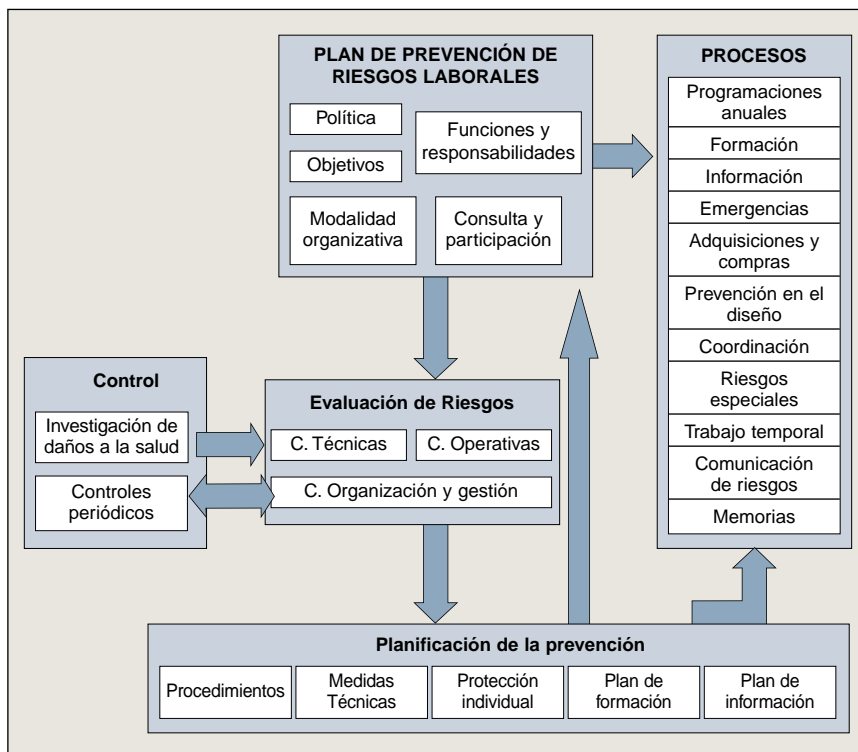 PLAN DE PREVENCIÓN DE
RIESGOS LABORALES
Política
Funciones y
responsabilidades
Objetivos
Modalidad
organizativa
Consulta y
participación
PROCESOS
Programaciones
anuales
Formación
Información
Emergencias
Adquisiciones y
compras
Prevención en el
diseño
Coordinación
Riesgos
especiales
Trabajo temporal
Comunicación
de riesgos
Memorias
Control
Investigación de
daños a la salud
Controles
periódicos
Evaluación de Riesgos
C. Técnicas
C. Operativas
C. Organización y gestión
Planificación de la prevención
Procedimientos
Medidas
Técnicas
Protección
individual
Plan de
formación
Plan de
información